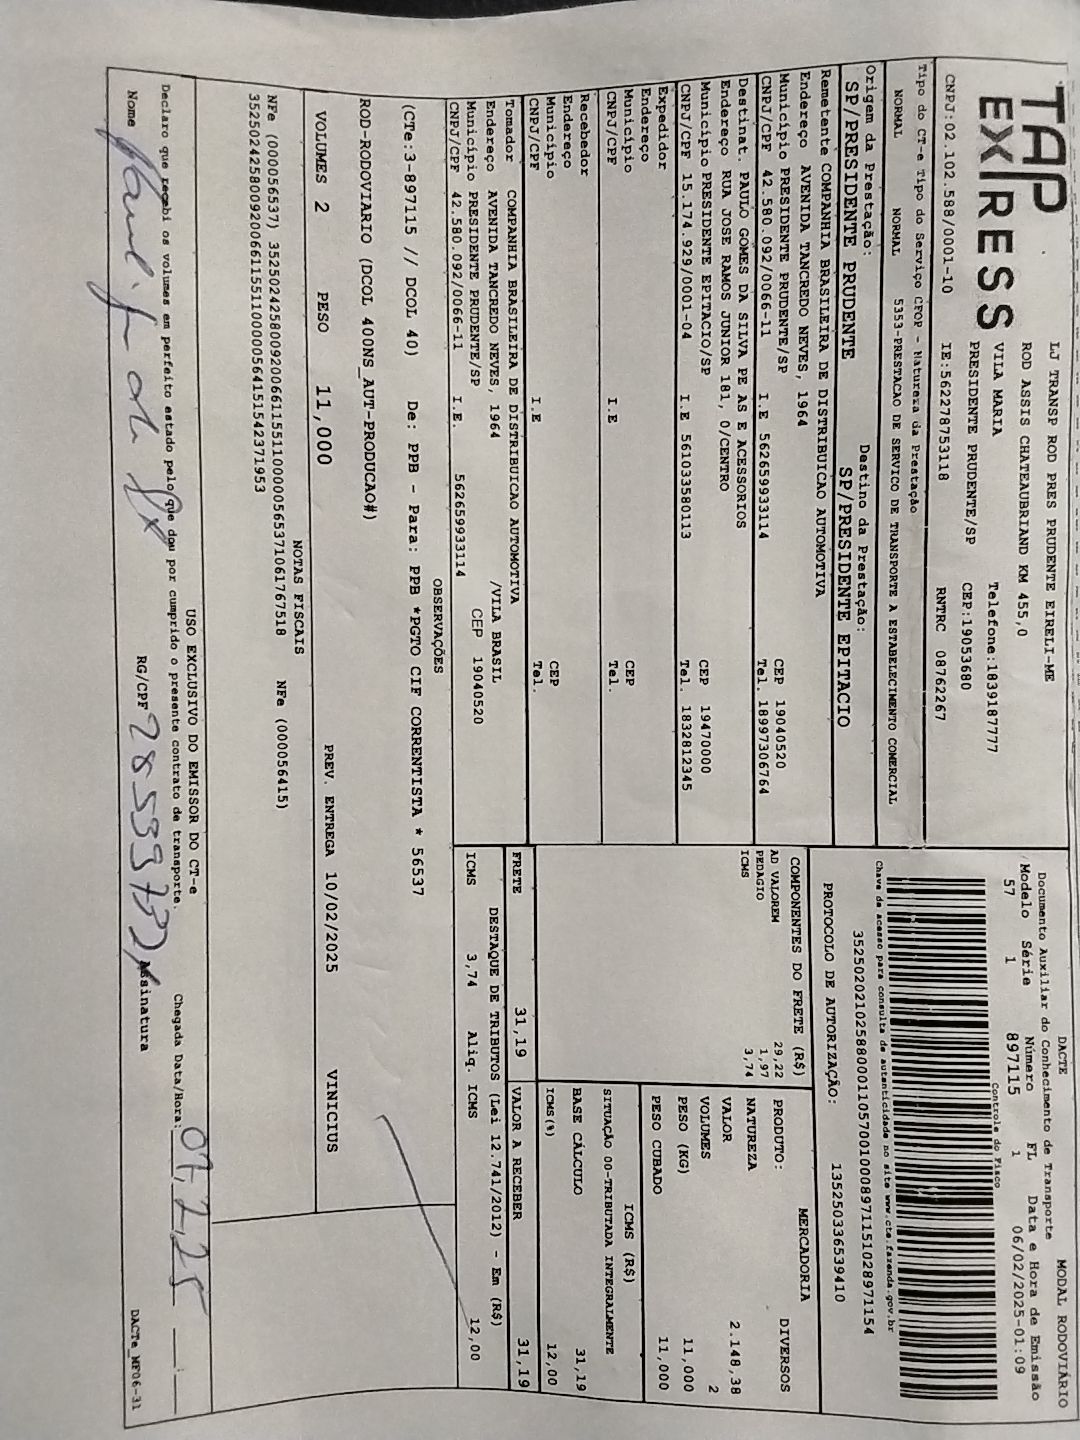 TAP
EXPRESS
LJ TRANSP ROD PRES PRUDENTE EIRELI-ME
ROD ASSIS CHATEAUBRIAND KM 455,0
Telefone:1839187777
VILA MARIA
CEP:19053680
PRESIDENTE PRUDENTE/SP
CNPJ:02.102.588/0001-10 IE:562278753118 RNTRC 08762267
Tipo do CT-e Tipo do Serviço CFOP - Natureza da Prestação
NORMAL NORMAL 5353-PRESTACAO DE SERVICO DE TRANSPORTE A ESTABELECIMENTO COMERCIAL
Origem da Prestação: Destino da Prestação:
SP/PRESIDENTE PRUDENTE SP/PRESIDENTE EPITACIO
Remetente COMPANHIA BRASILEIRA DE DISTRIBUICAO AUTOMOTIVA
Endereço AVENIDA TANCREDO NEVES, 1964
Município PRESIDENTE PRUDENTE/SP CEP 19040520
CNPJ/CPF 42.580.092/0066-11 I.E 562659933114 Tel. 18997306764
Destinat. PAULO GOMES DA SILVA PE AS E ACESSORIOS
Endereço RUA JOSE RAMOS JUNIOR 181, 0/CENTRO
Município PRESIDENTE EPITACIO/SP CEP 19470000
CNPJ/CPF 15.174.929/0001-04 I.E 561033580113 Tel. 1832812345
Expedidor
Endereço
Município CEP
CNPJ/CPF I.E Tel.
Recebedor
Endereço
Município CEP
CNPJ/CPF I.E Tel.
Tomador COMPANHIA BRASILEIRA DE DISTRIBUICAO AUTOMOTIVA
Endereço AVENIDA TANCREDO NEVES, 1964 /VILA BRASIL
Município PRESIDENTE PRUDENTE/SP CEP 19040520
CNPJ/CPF 42.580.092/0066-11 I.E. 562659933114
DACTE MODAL RODOVIÁRIO
Documento Auxiliar do Conhecimento de Transporte
Modelo Série Número FL Data e Hora de Emissão
57 1 897115 1 06/02/2025-01:09
Controle do Fisco
Chave de acesso para consulta de autenticidade no site www.cte.fazenda.gov.br
35250202102588000110570010008971151028971154
PROTOCOLO DE AUTORIZAÇÃO: 135250336539410
COMPONENTES DO FRETE (R$)
AD VALOREM 29,22
PEDAGIO 1,97
ICMS 3,74
MERCADORIA
PRODUTO: DIVERSOS
NATUREZA
VALOR 2.148,38
VOLUMES 2
PESO (KG) 11,000
PESO CUBADO 11,000
ICMS (R$)
SITUAÇÃO 00-TRIBUTADA INTEGRALMENTE
BASE CÁLCULO 31,19
ICMS(%) 12,00
FRETE 31,19 VALOR A RECEBER 31,19
DESTAQUE DE TRIBUTOS (Lei 12.741/2012) - Em (R$)
ICMS 3,74 Aliq. ICMS 12,00
OBSERVAÇÕES
(CTe:3-897115 // DCOL 40) De: PPB - Para: PPB *PGTO CIF CORRENTISTA * 56537
ROD-RODOVIARIO (DCOL 400NS_AUT-PRODUCAO#)
VOLUMES 2 PESO 11,000 PREV. ENTREGA 10/02/2025 VINICIUS
NOTAS FISCAIS
NFe (000056537) 35250242580092006611551100000565371061767518 NFe (000056415)
35250242580092006611551100000564151542371953
USO EXCLUSIVO DO EMISSOR DO CT-e
Declaro que recebi os volumes em perfeito estado pelo que dou por cumprido o presente contrato de transporte.
Chegada Data/Hora: 07,2,25 :
Nome RG/CPF Assinatura
DACTe_MF06-31